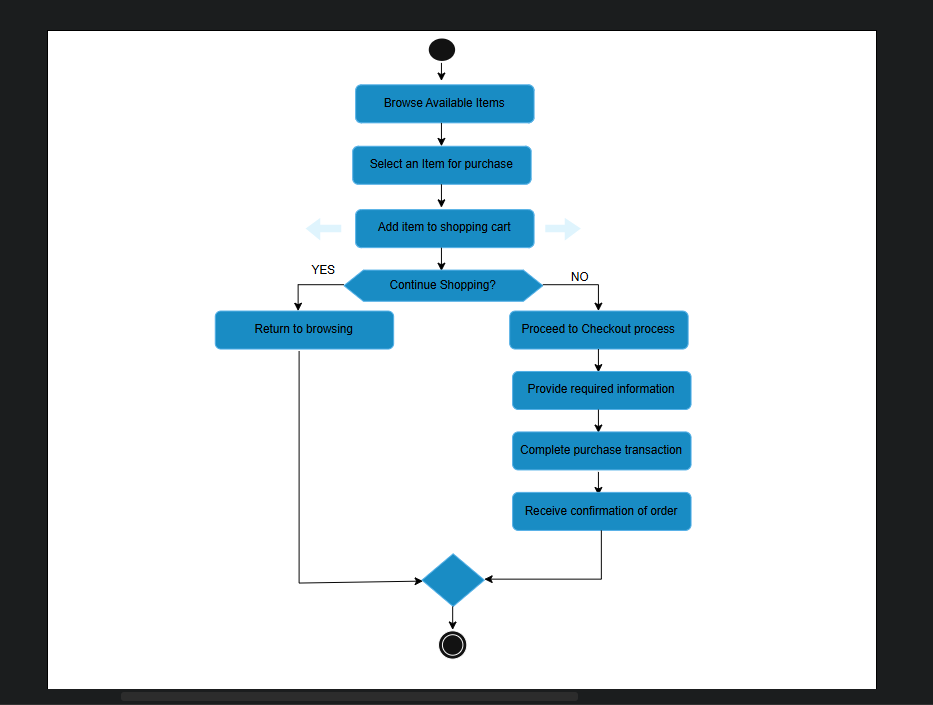 Browse Available Items
Select an Item for purchase
Add item to shopping cart
Continue Shopping?
YES
NO
Return to browsing
Proceed to Checkout process
Provide required information
Complete purchase transaction
Receive confirmation of order